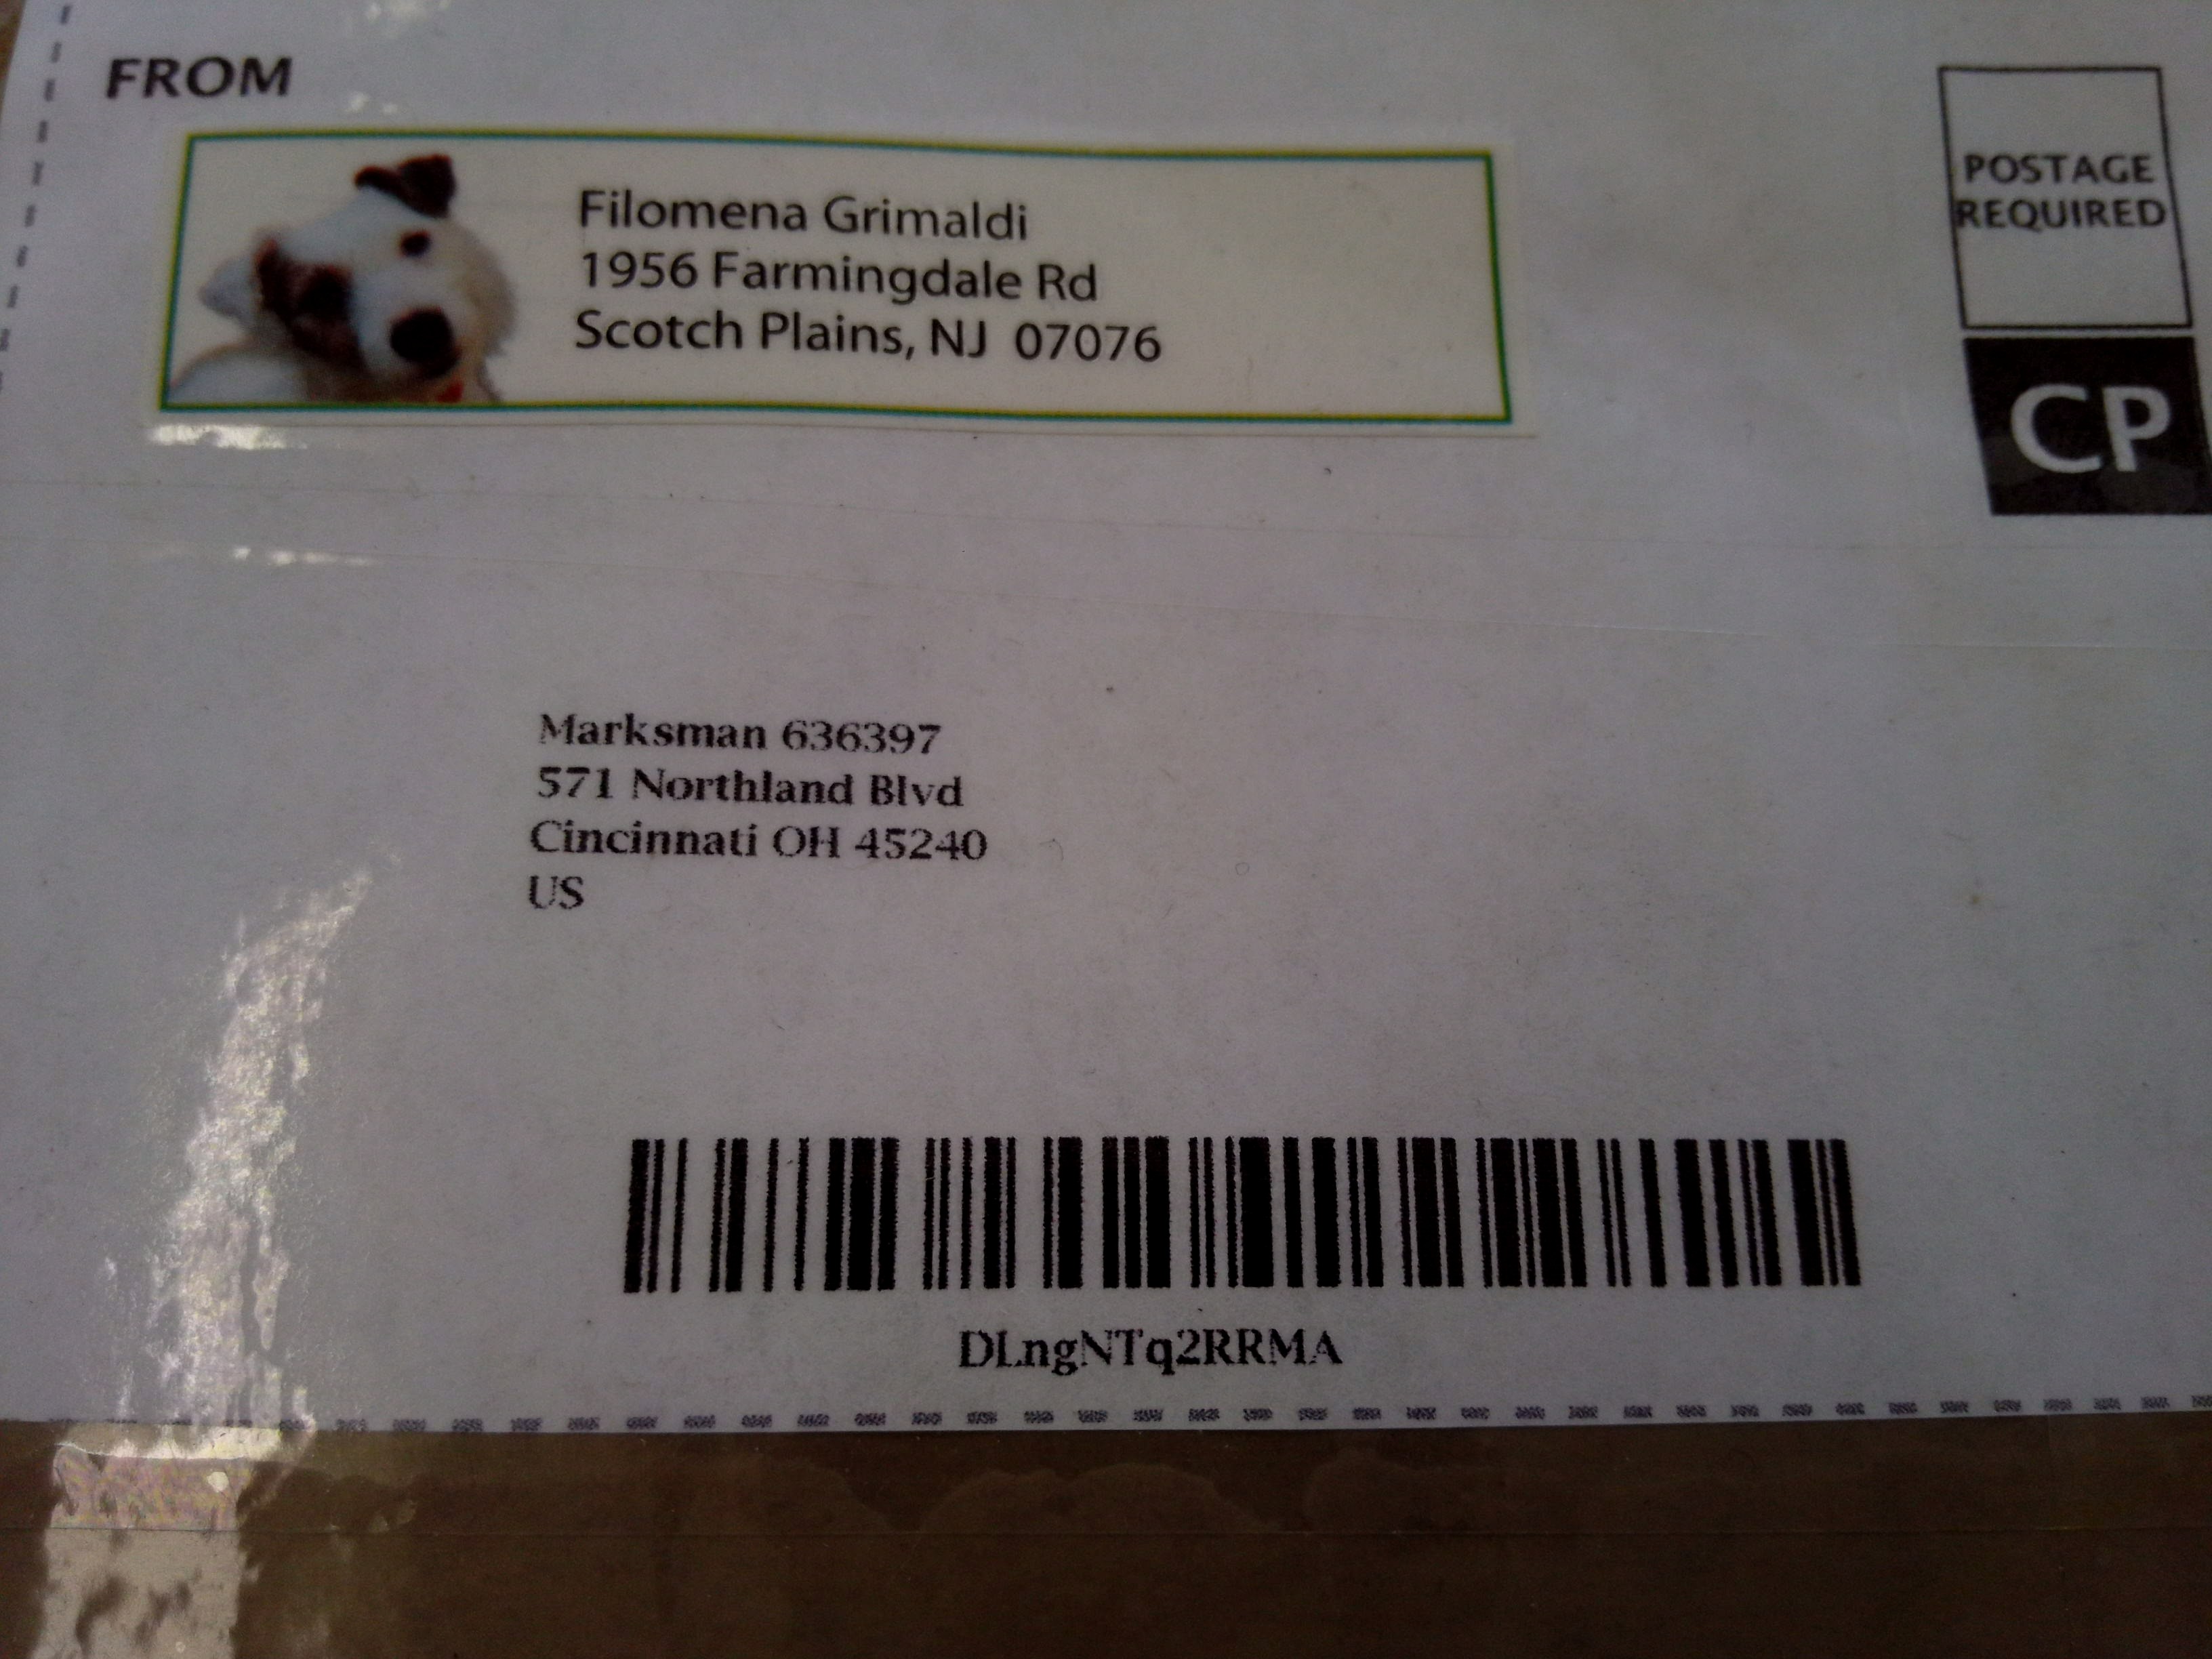 FROM
Filomena Grimaldi
1956 Farmingdale Rd
Scotch Plains, NJ 07076
POSTAGE
REQUIRED
CP
Marksman 636397
571 Northland Blvd
Cincinnati OH 45240
US
DLngNTq2RRMA